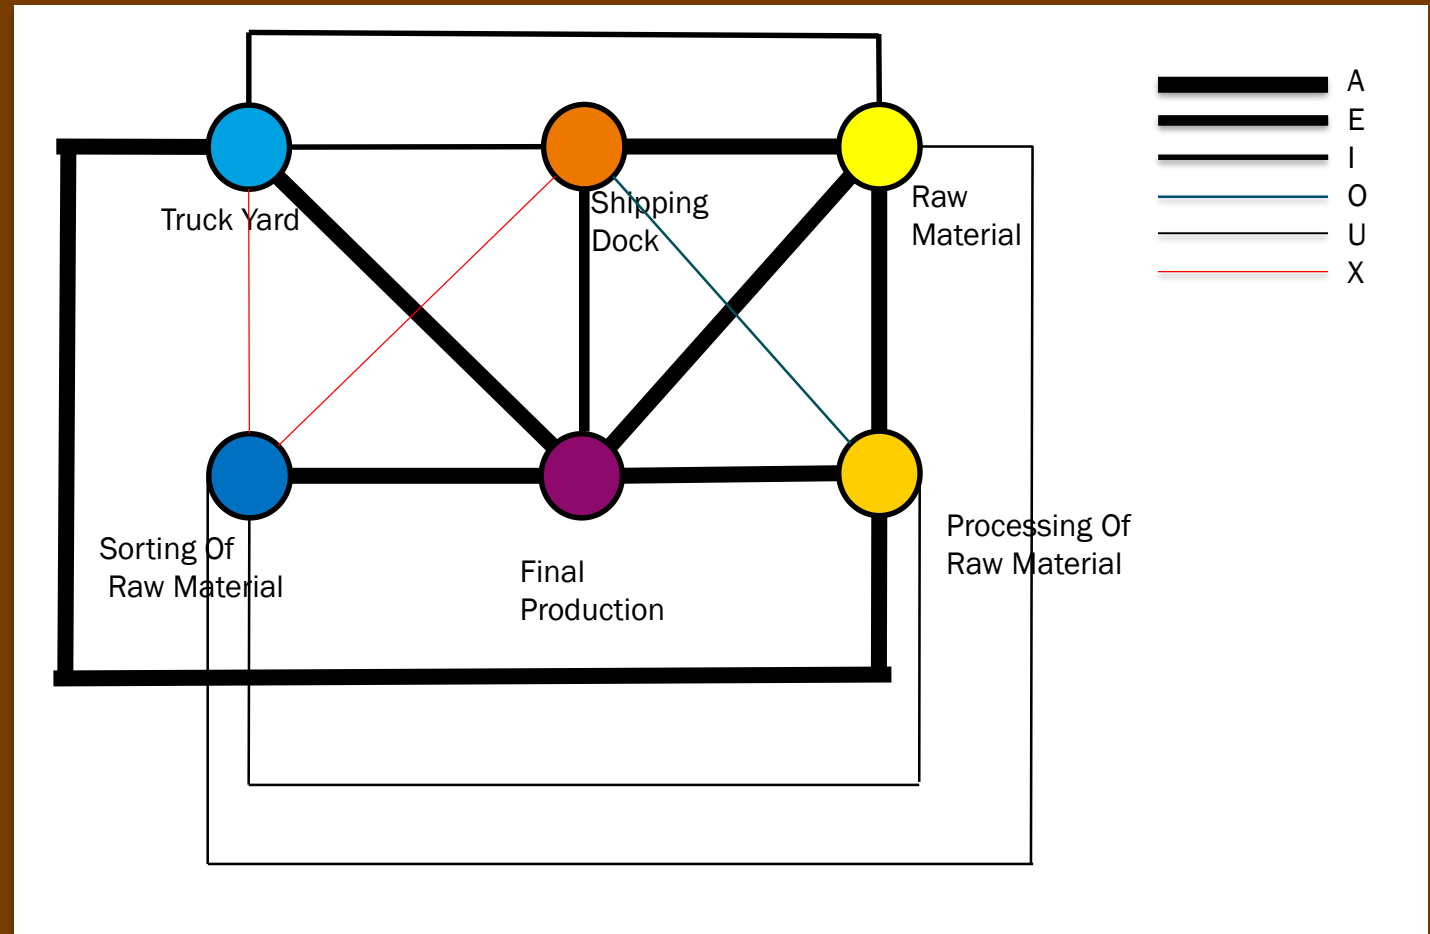 A
E
I
O
U
X
Truck Yard
Shipping
Dock
Raw
Material
Sorting Of
Raw Material
Final
Production
Processing Of
Raw Material